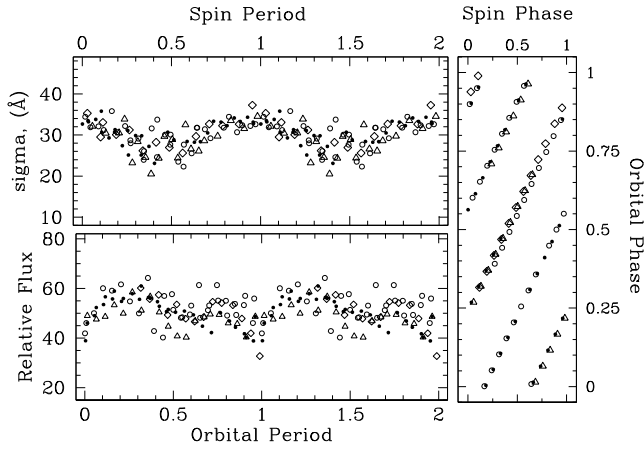 Spin Period
0 0.5 1 1.5 2
sigma, (Å)
40
30
20
10
Relative Flux
80
60
40
20
0 0.5 1 1.5 2
Orbital Period
Spin Phase
0 0.5 1
1
0.75
0.5
0.25
0
Orbital Phase